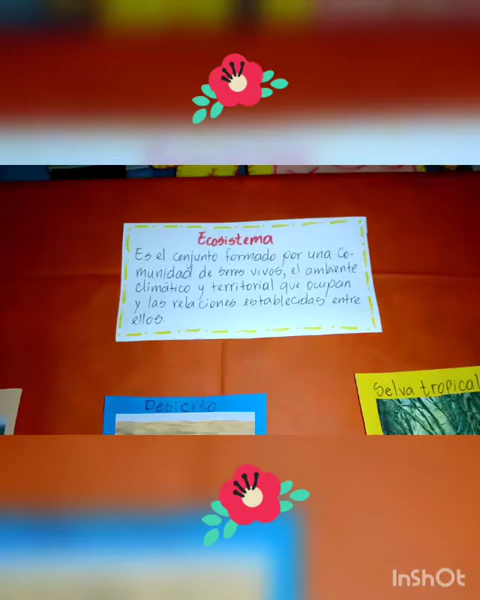 Ecosistema
Es el conjunto formado por una Co-
munidad de seres vivos, el ambiente
climático y territorial que ocupan
y las relaciones establecidas entre
ellos.
Desierto
Selva tropical
InShOt